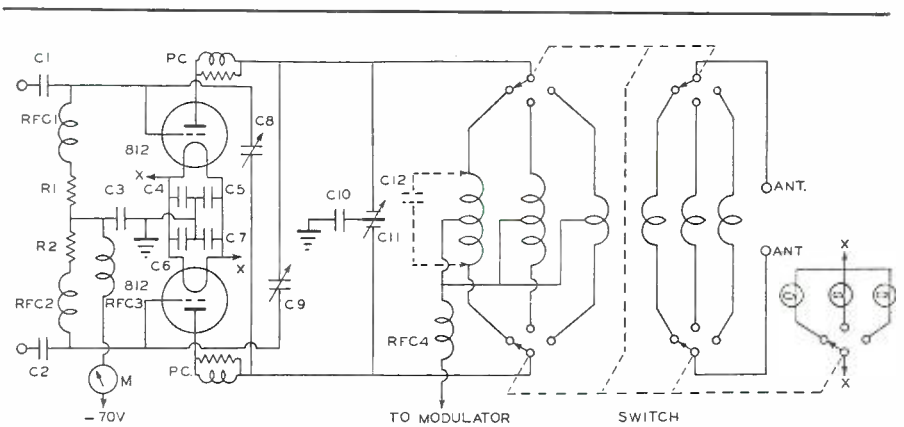 C1
PC
RFC1
812
C8
X
C4
C5
R1
C3
C10
C12
ANT.
R2
C7
C11
X
C6
X
ANT
812
RFC2
RFC3
C9
RFC4
C2
PC.
M
X
-70V
TO MODULATOR
SWITCH